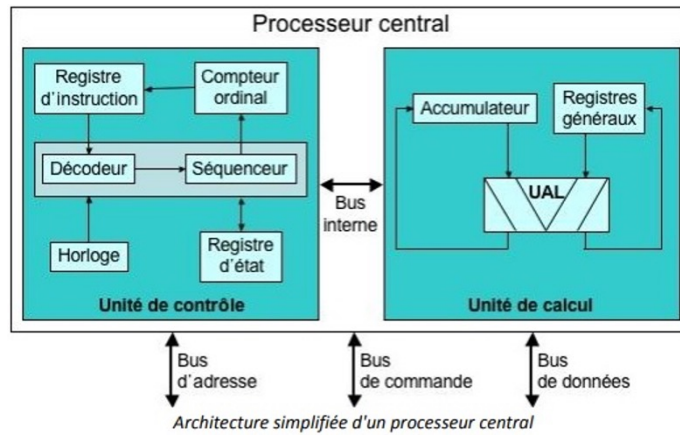 Processeur central
Registre
d'instruction
Compteur
ordinal
Décodeur
Séquenceur
Horloge
Registre
d'état
Unité de contrôle
Bus
interne
Accumulateur
Registres
généraux
UAL
Unité de calcul
Bus
d'adresse
Bus
de commande
Bus
de données
Architecture simplifiée d'un processeur central